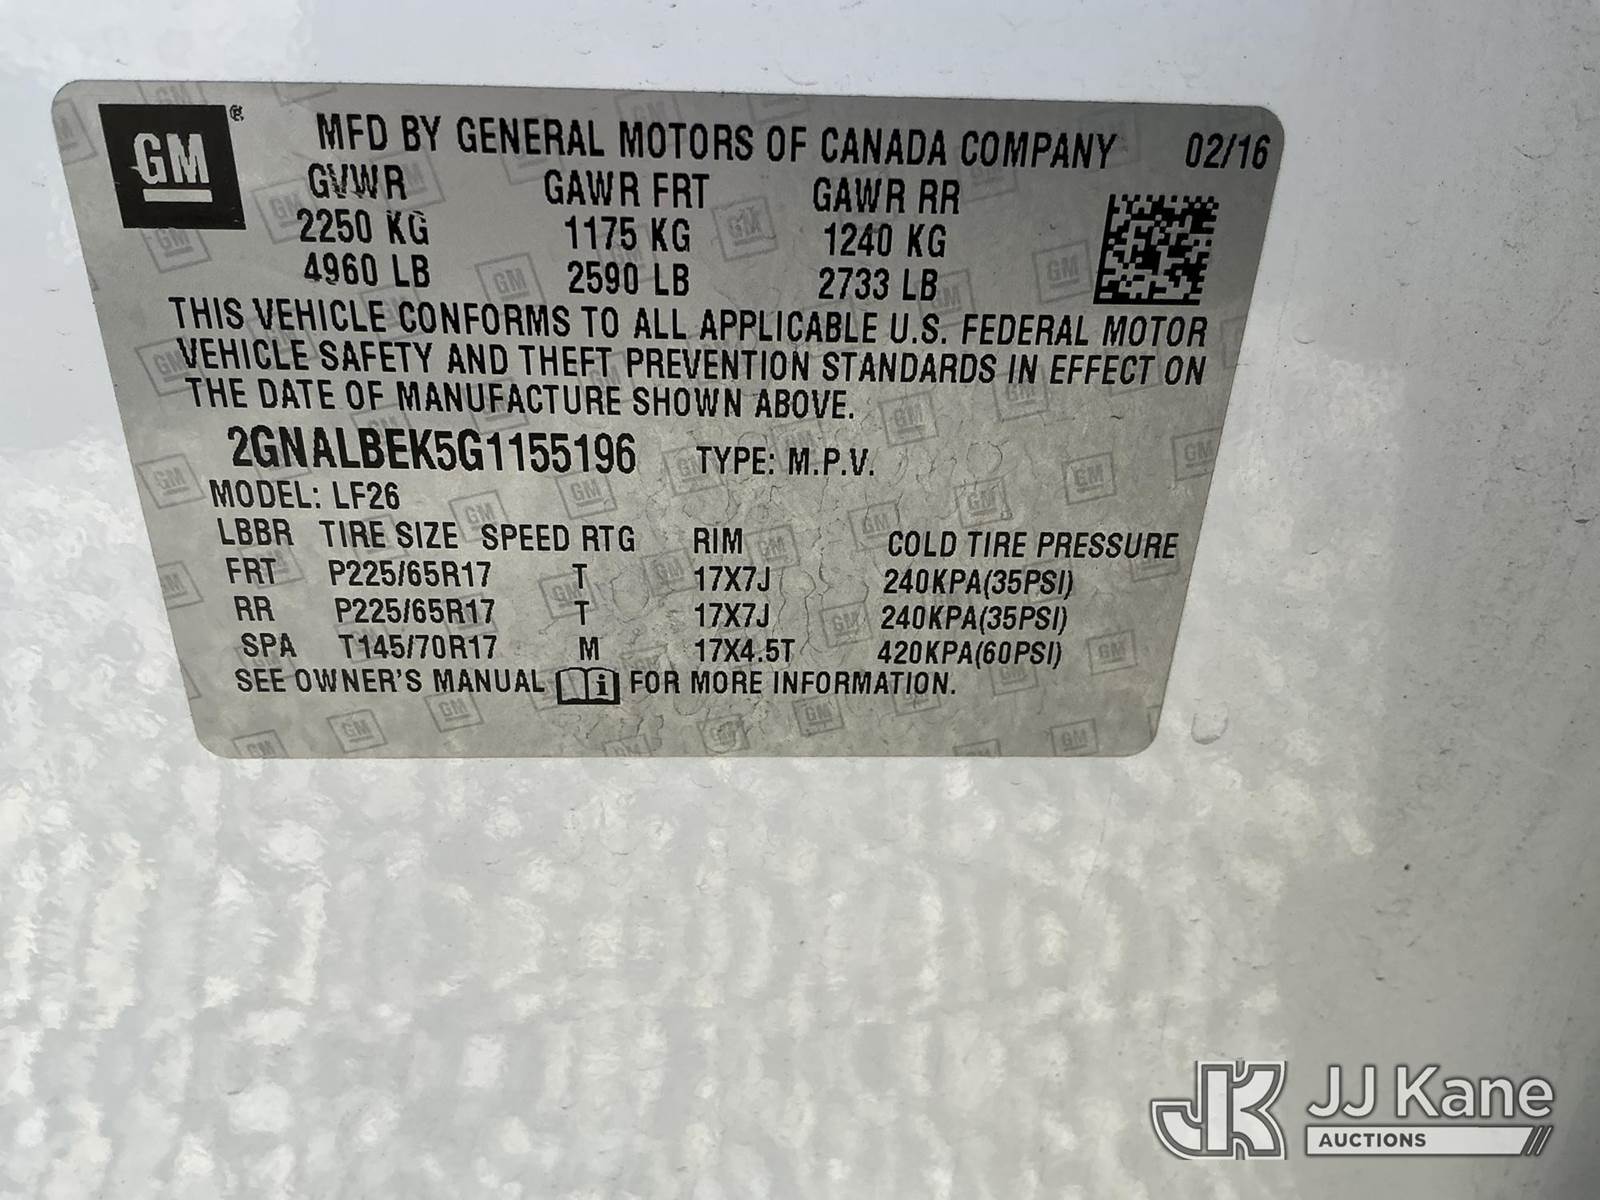 GM ®
MFD BY GENERAL MOTORS OF CANADA COMPANY 02/16
GVWR GAWR FRT GAWR RR
2250 KG 1175 KG 1240 KG
4960 LB 2590 LB 2733 LB
THIS VEHICLE CONFORMS TO ALL APPLICABLE U.S. FEDERAL MOTOR
VEHICLE SAFETY AND THEFT PREVENTION STANDARDS IN EFFECT ON
THE DATE OF MANUFACTURE SHOWN ABOVE.
2GNALBEK5G1155196 TYPE: M.P.V.
MODEL: LF26
LBBR TIRE SIZE SPEED RTG RIM COLD TIRE PRESSURE
FRT P225/65R17 T 17X7J 240KPA(35PSI)
RR P225/65R17 T 17X7J 240KPA(35PSI)
SPA T145/70R17 M 17X4.5T 420KPA(60PSI)
SEE OWNER'S MANUAL i FOR MORE INFORMATION.
JK JJ Kane
AUCTIONS